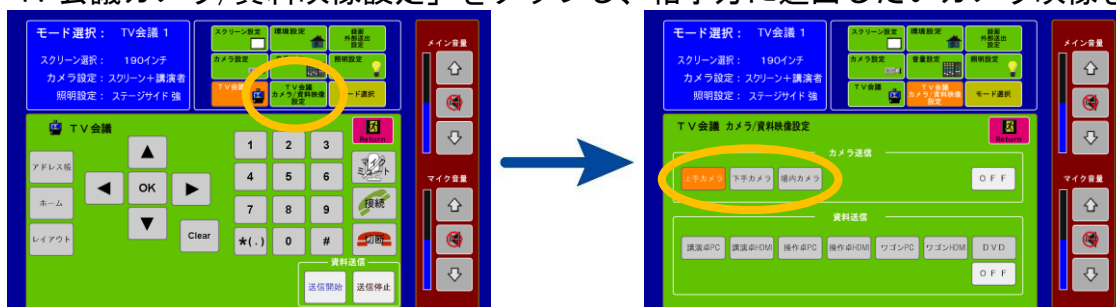 TV会議カメラ/資料映像設定」をタップし、相手方に送出したいカメラ映像を
モード選択： TV会議 1
スクリーン選択： 190インチ
カメラ設定：スクリーン＋講演者
照明設定：ステージサイド 強
スクリーン設定
環境設定
録画
外部送出
設定
カメラ設定
照明設定
TV会議
TV会議
カメラ/資料映像
設定
モード選択
メイン音量
マイク音量
TV会議
Return
アドレス帳
ホーム
レイアウト
OK
Clear
1 2 3
4 5 6
7 8 9
*(.) 0 #
マイク
ミュート
接続
切断
資料送信
送信開始 送信停止
モード選択： TV会議 1
スクリーン選択： 190インチ
カメラ設定：スクリーン＋講演者
照明設定：ステージサイド 強
スクリーン設定
環境設定
録画
外部送出
設定
カメラ設定
音量設定
照明設定
TV会議
TV会議
カメラ/資料映像
設定
モード選択
メイン音量
マイク音量
TV会議 カメラ/資料映像設定
Return
カメラ送信
上手カメラ 下手カメラ 場内カメラ OFF
資料送信
講演卓PC 講演卓HDMI 操作卓PC 操作卓HDMI ワゴンPC ワゴンHDMI DVD
OFF